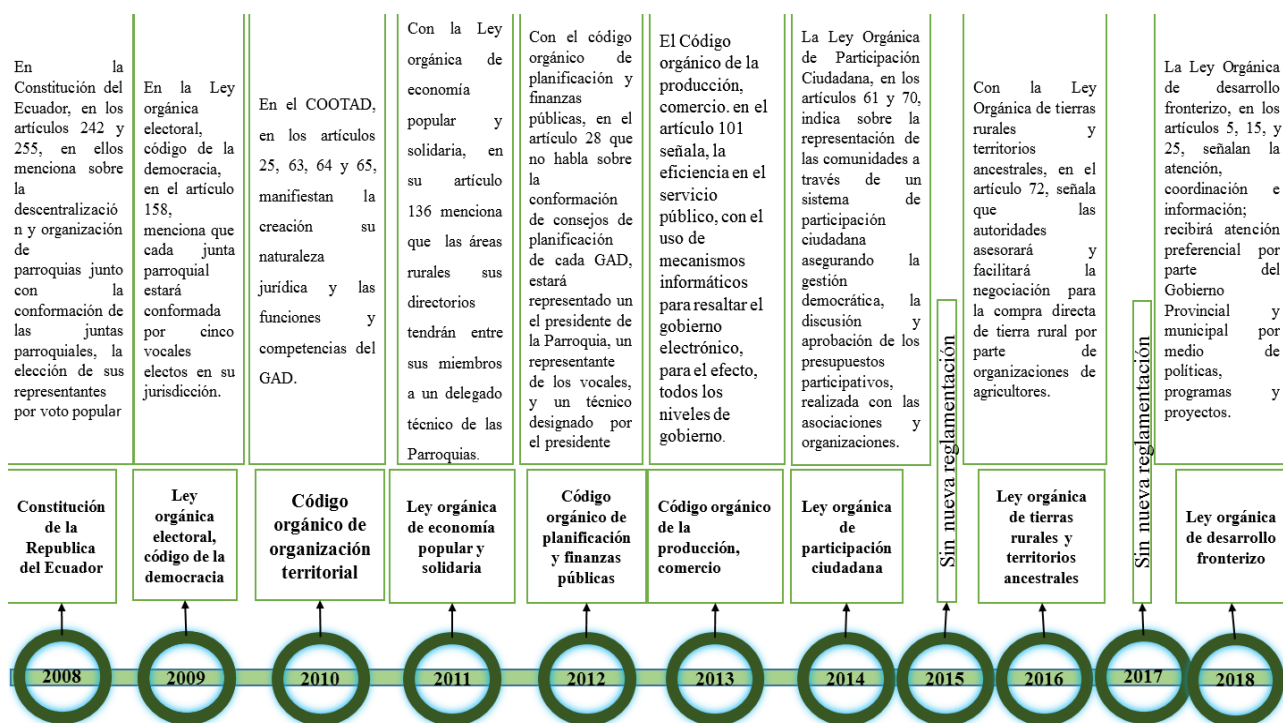 En la
Constitución del
Ecuador, en los
artículos 242 y
255, en ellos
menciona sobre
la
descentralizació
n y organización
de
parroquias junto
con la
conformación de
las juntas
parroquiales, la
elección de sus
representantes
por voto popular
En la Ley
orgánica
electoral,
código de la
democracia,
en el artículo
158,
menciona que
cada junta
parroquial
estará
conformada
por cinco
vocales
electos en su
jurisdicción.
En el COOTAD,
en los artículos
25, 63, 64 y 65,
manifiestan la
creación su
naturaleza
jurídica y las
funciones y
competencias del
GAD.
Con la Ley
orgánica de
economía
popular y
solidaria, en
su artículo
136 menciona
que las áreas
rurales sus
directorios
tendrán entre
sus miembros
a un delegado
técnico de las
Parroquias.
Con el código
orgánico de
planificación y
finanzas
públicas, en el
artículo 28 que
no habla sobre
la
conformación
de consejos de
planificación
de cada GAD,
estará
representado un
el presidente de
la Parroquia, un
representante
de los vocales,
y un técnico
designado por
el presidente
El Código
orgánico de la
producción,
comercio. en el
artículo 101
señala, la
eficiencia en el
servicio
público, con el
uso de
mecanismos
informáticos
para resaltar el
gobierno
electrónico,
para el efecto,
todos los
niveles de
gobierno.
La Ley Orgánica
de Participación
Ciudadana, en los
artículos 61 y 70,
indica sobre la
representación de
las comunidades a
través de un
sistema de
participación
ciudadana
asegurando la
gestión
democrática, la
discusión y
aprobación de los
presupuestos
participativos,
realizada con las
asociaciones y
organizaciones.
Sin nueva reglamentación
Con la Ley
Orgánica de tierras
rurales y
territorios
ancestrales, en el
artículo 72, señala
que las
autoridades
asesorará y
facilitará la
negociación para
la compra directa
de tierra rural por
parte de
organizaciones de
agricultores.
Sin nueva reglamentación
La Ley Orgánica
de desarrollo
fronterizo, en los
artículos 5, 15, y
25, señalan la
atención,
coordinación e
información;
recibirá atención
preferencial por
parte del
Gobierno
Provincial y
municipal por
medio de
políticas,
programas y
proyectos.
Constitución
de la
Republica
del Ecuador
Ley
orgánica
electoral,
código de la
democracia
Código
orgánico de
organización
territorial
Ley orgánica
de economía
popular y
solidaria
Código
orgánico de
planificación
y finanzas
públicas
Código orgánico
de la
producción,
comercio
Ley orgánica
de
participación
ciudadana
Ley orgánica
de tierras
rurales y
territorios
ancestrales
Ley orgánica
de desarrollo
fronterizo
2008
2009
2010
2011
2012
2013
2014
2015
2016
2017
2018